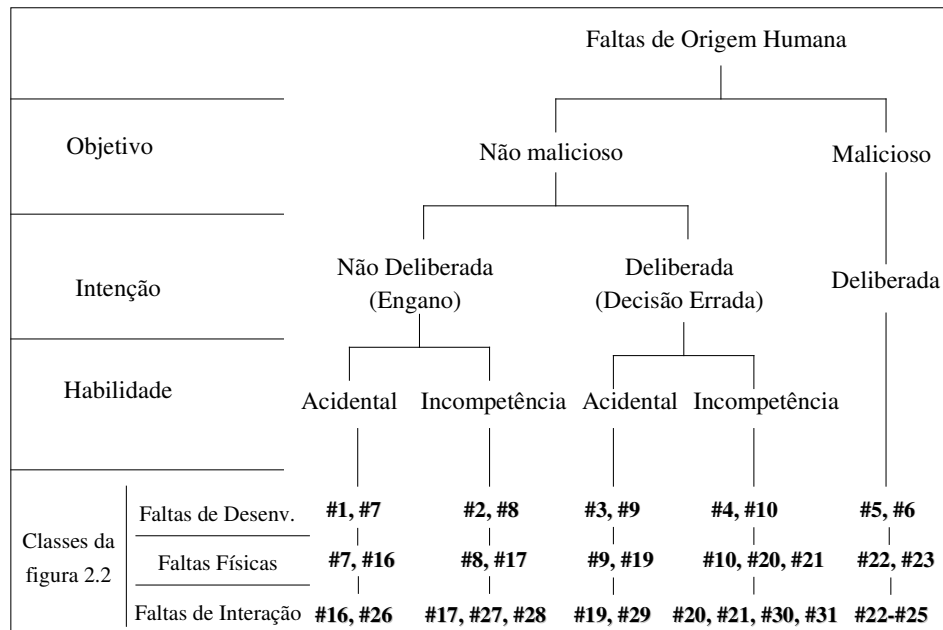 Faltas de Origem Humana
Objetivo
Não malicioso
Malicioso
Intenção
Não Deliberada
(Engano)
Deliberada
(Decisão Errada)
Deliberada
Habilidade
Acidental
Incompetência
Acidental
Incompetência
Classes da
figura 2.2
Faltas de Desenv.
#1, #7
#2, #8
#3, #9
#4, #10
#5, #6
Faltas Físicas
#7, #16
#8, #17
#9, #19
#10, #20, #21
#22, #23
Faltas de Interação
#16, #26
#17, #27, #28
#19, #29
#20, #21, #30, #31
#22-#25